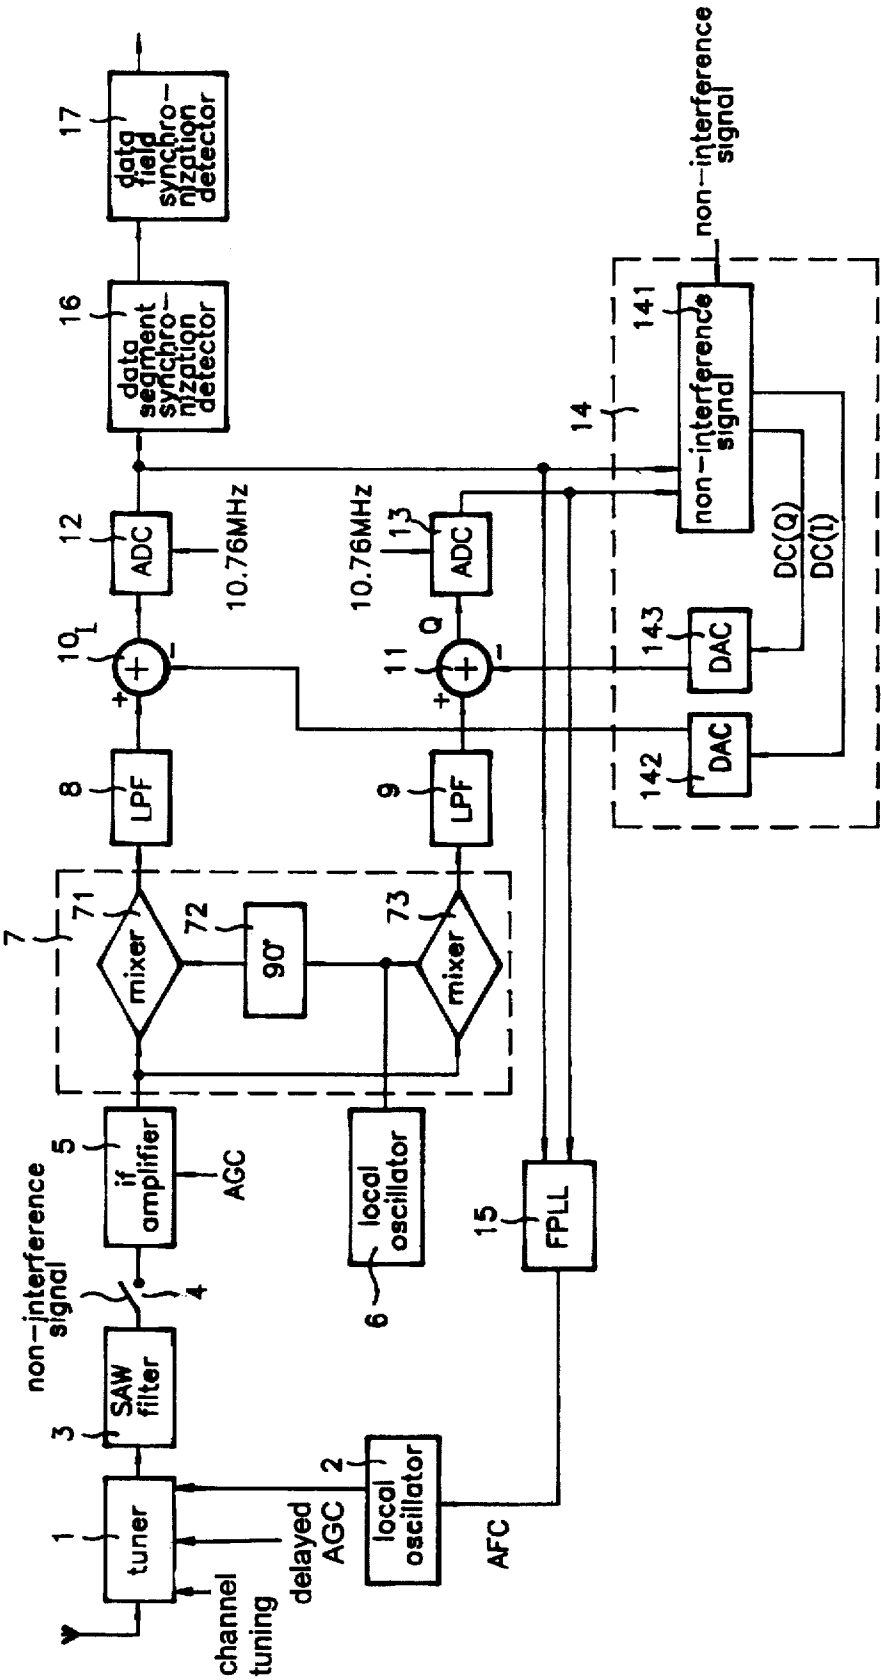 channel
tuning
1
tuner
delayed
AGC
2
local
oscillator
AFC
3
SAW
filter
non-interference
signal
4
5
if
amplifier
AGC
6
local
oscillator
15
FPLL
7
71
mixer
72
90°
73
mixer
8
LPF
9
LPF
10
I
+
+
-
11
Q
+
+
-
12
ADC
10.76MHz
10.76MHz
13
ADC
16
data
segment
synchro-
nization
detector
17
data
field
synchro-
nization
detector
14
141
non-interference
signal
non-interference
signal
DC(Q)
DC(I)
142
DAC
143
DAC